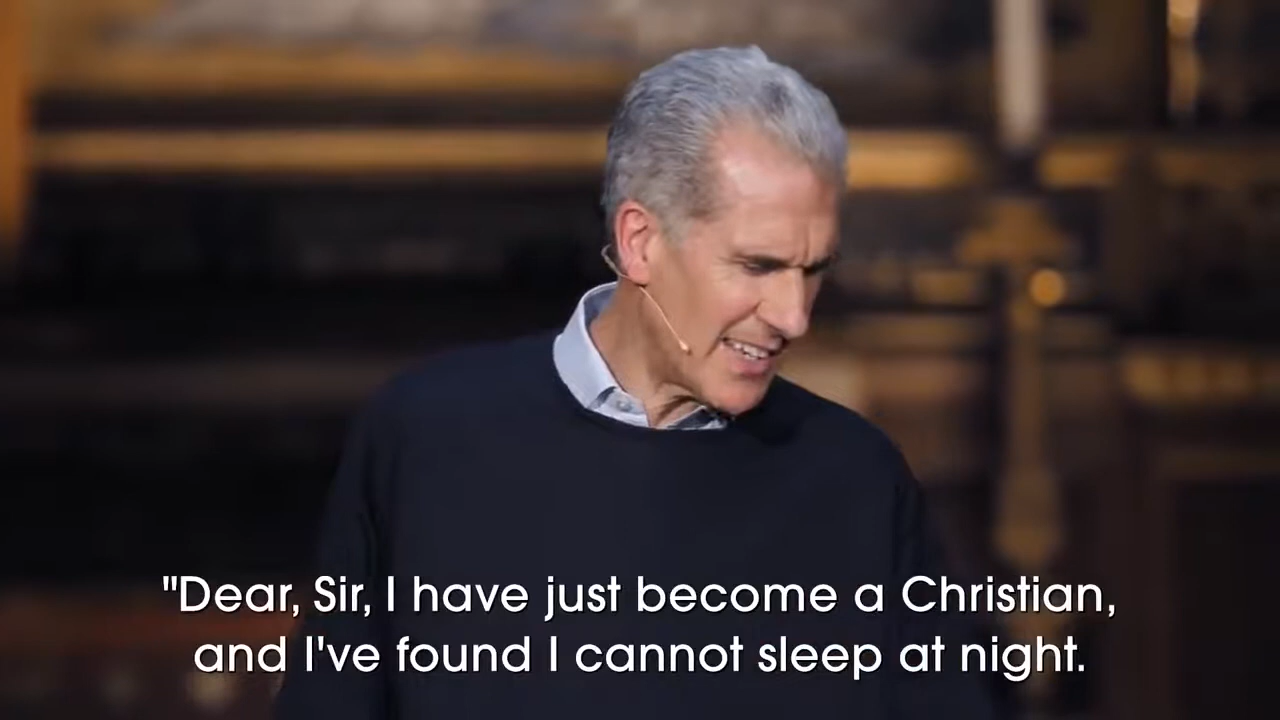 "Dear, Sir, I have just become a Christian,
and I've found I cannot sleep at night.